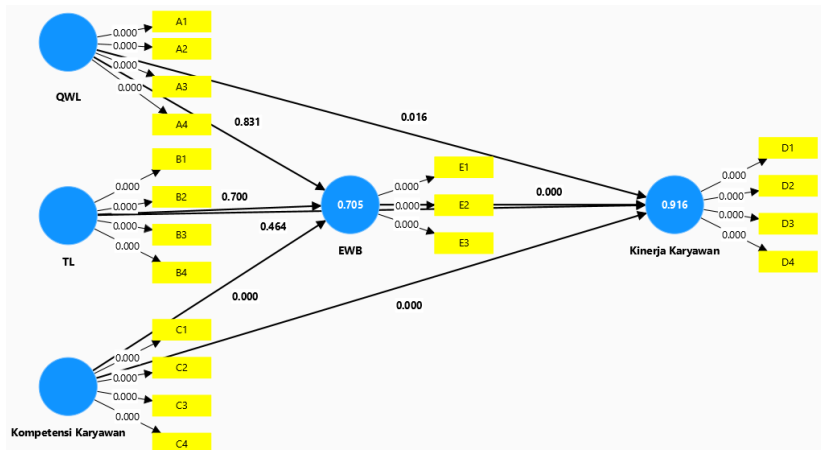 0.000
0.000
0.000
0.000
A1
A2
A3
A4
QWL
0.831
0.016
0.000
0.000
0.000
0.000
B1
B2
B3
B4
TL
0.700
0.464
0.705
EWB
0.000
0.000
0.000
E1
E2
E3
0.000
0.916
Kinerja Karyawan
0.000
0.000
0.000
0.000
D1
D2
D3
D4
0.000
0.000
0.000
0.000
0.000
0.000
C1
C2
C3
C4
Kompetensi Karyawan